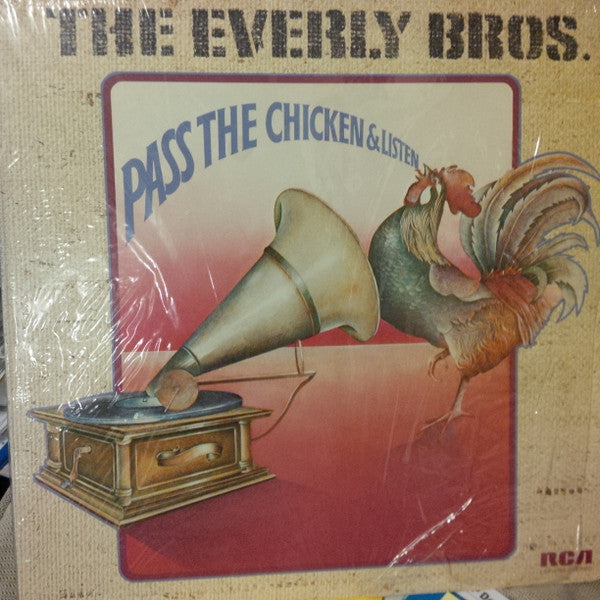 THE EVERLY BROS.
PASS THE CHICKEN & LISTEN
RCA